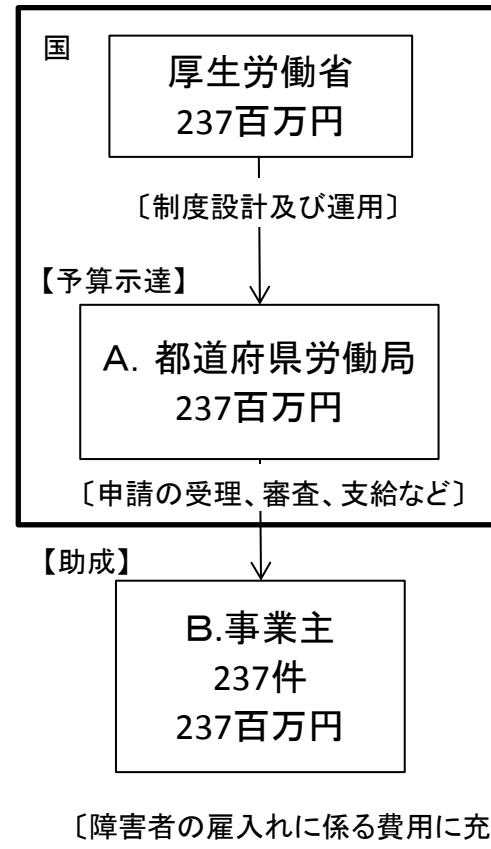 国
厚生労働省
237百万円
〔制度設計及び運用〕
【予算示達】
A. 都道府県労働局
237百万円
〔申請の受理、審査、支給など〕
【助成】
B.事業主
237件
237百万円
〔障害者の雇入れに係る費用に充